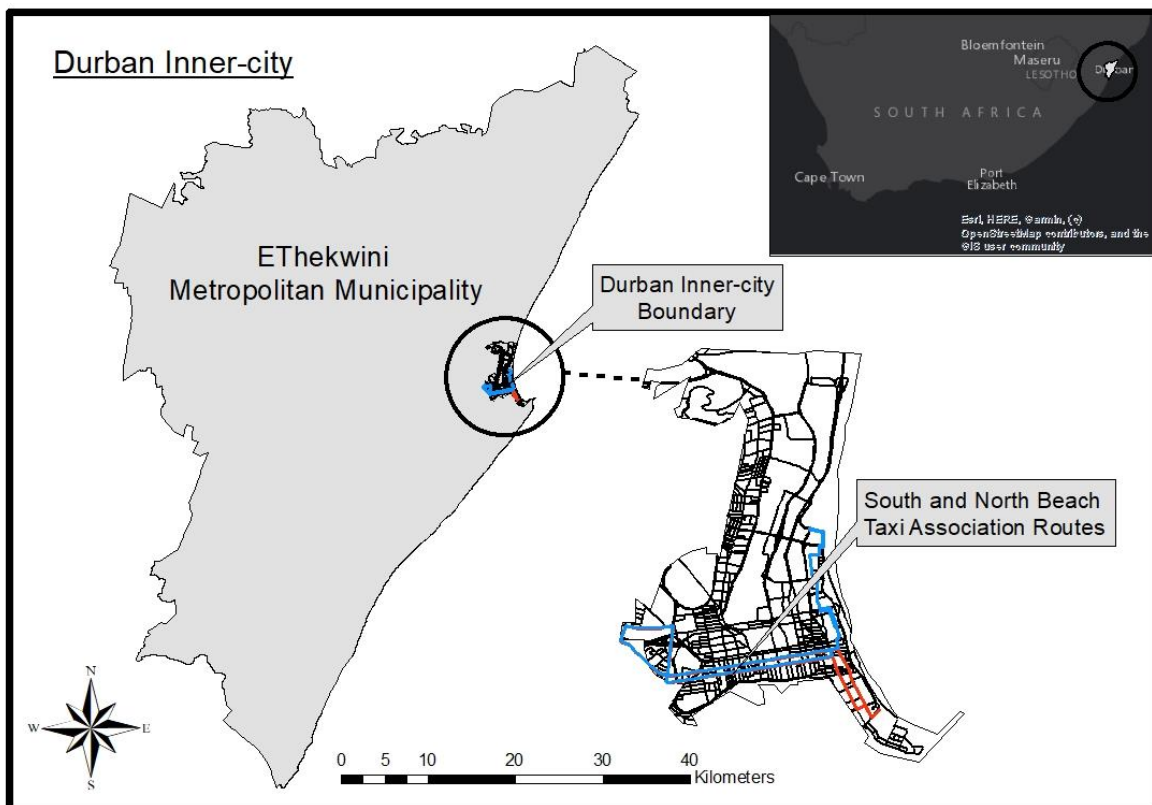 Durban Inner-city
Bloemfontein
Maseru
LESOTHO
Durban
SOUTH AFRICA
Cape Town
Port
Elizabeth
Esri, HERE, Garmin, (c)
OpenStreetMap contributors, and the
GIS user community
EThekwini
Metropolitan Municipality
Durban Inner-city
Boundary
South and North Beach
Taxi Association Routes
N
W
E
S
0 5 10 20 30 40
Kilometers